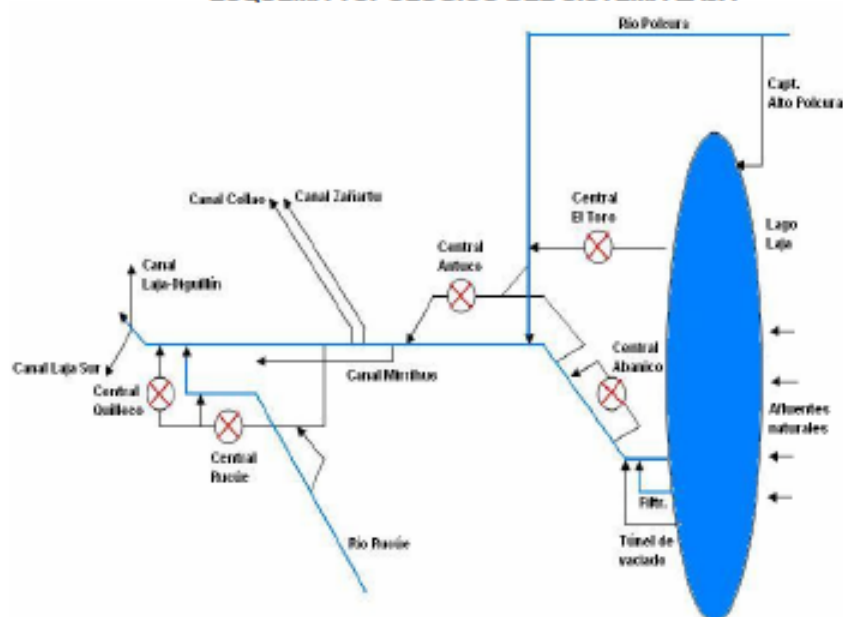 Río Polcura
Capt.
Alto Polcura
Canal Collao
Canal Zañartu
Central
El Toro
Lago
Laja
Central
Antuco
Canal
Laja-Diguillín
Canal Laja Sur
Canal Mirrihue
Central
Abanico
Central
Quilleco
Afluentes
naturales
Central
Rucúe
Filtr.
Río Rucúe
Túnel de
vaciado